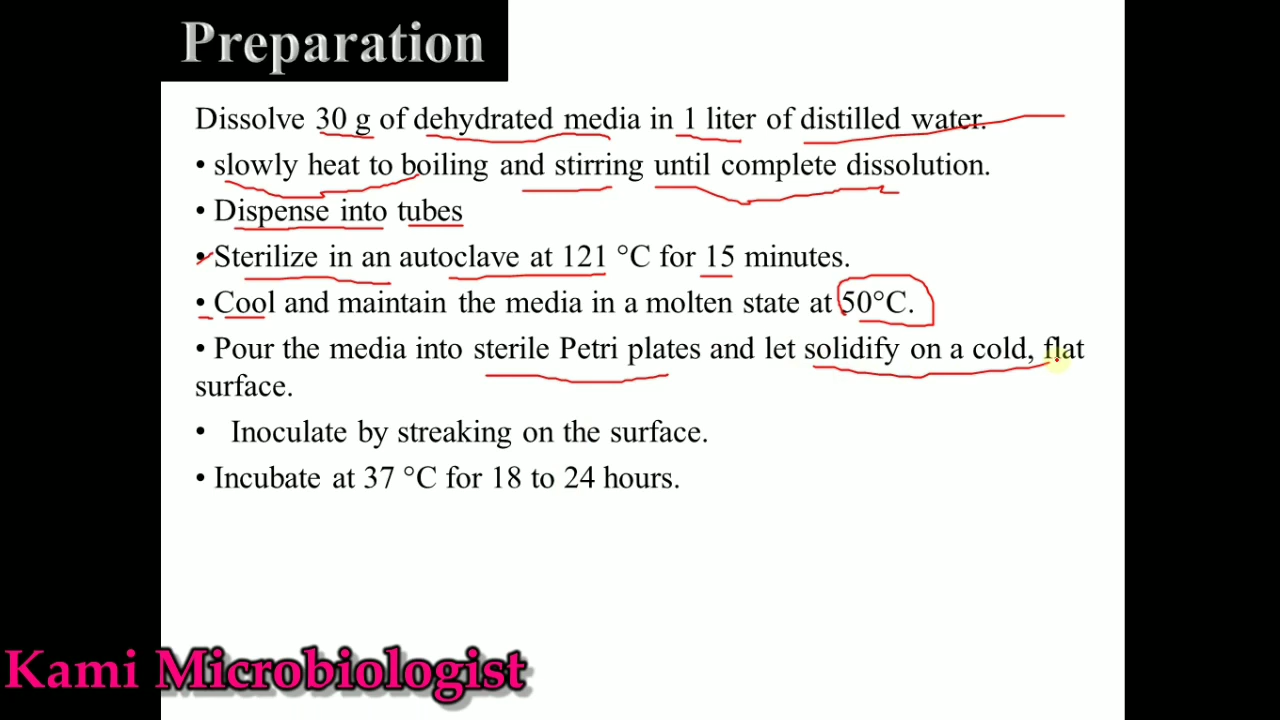 Preparation
Dissolve 30 g of dehydrated media in 1 liter of distilled water.
• slowly heat to boiling and stirring until complete dissolution.
• Dispense into tubes
• Sterilize in an autoclave at 121 °C for 15 minutes.
• Cool and maintain the media in a molten state at 50°C.
• Pour the media into sterile Petri plates and let solidify on a cold, flat
surface.
• Inoculate by streaking on the surface.
• Incubate at 37 °C for 18 to 24 hours.
Kami Microbiologist